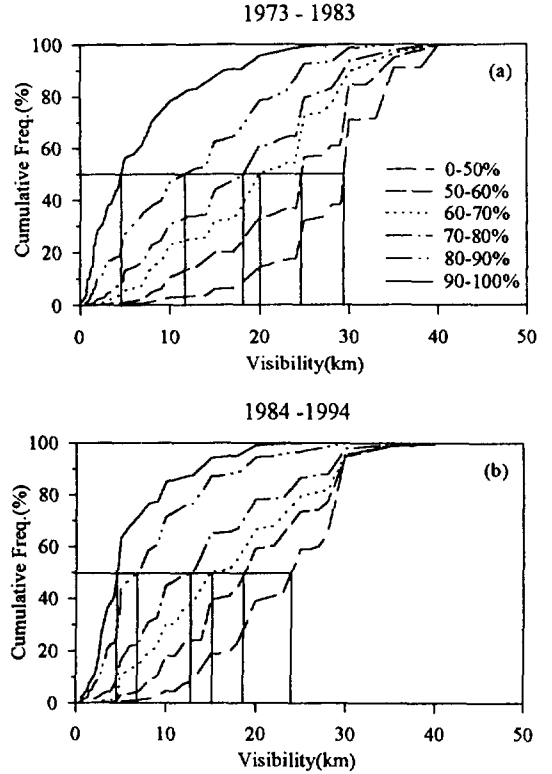 1973 - 1983
(a)
Cumulative Freq.(%)
100
80
60
40
20
0
0-50%
50-60%
60-70%
70-80%
80-90%
90-100%
0 10 20 30 40 50
Visibility(km)
1984 -1994
(b)
Cumulative Freq.(%)
100
80
60
40
20
0
0 10 20 30 40 50
Visibility(km)